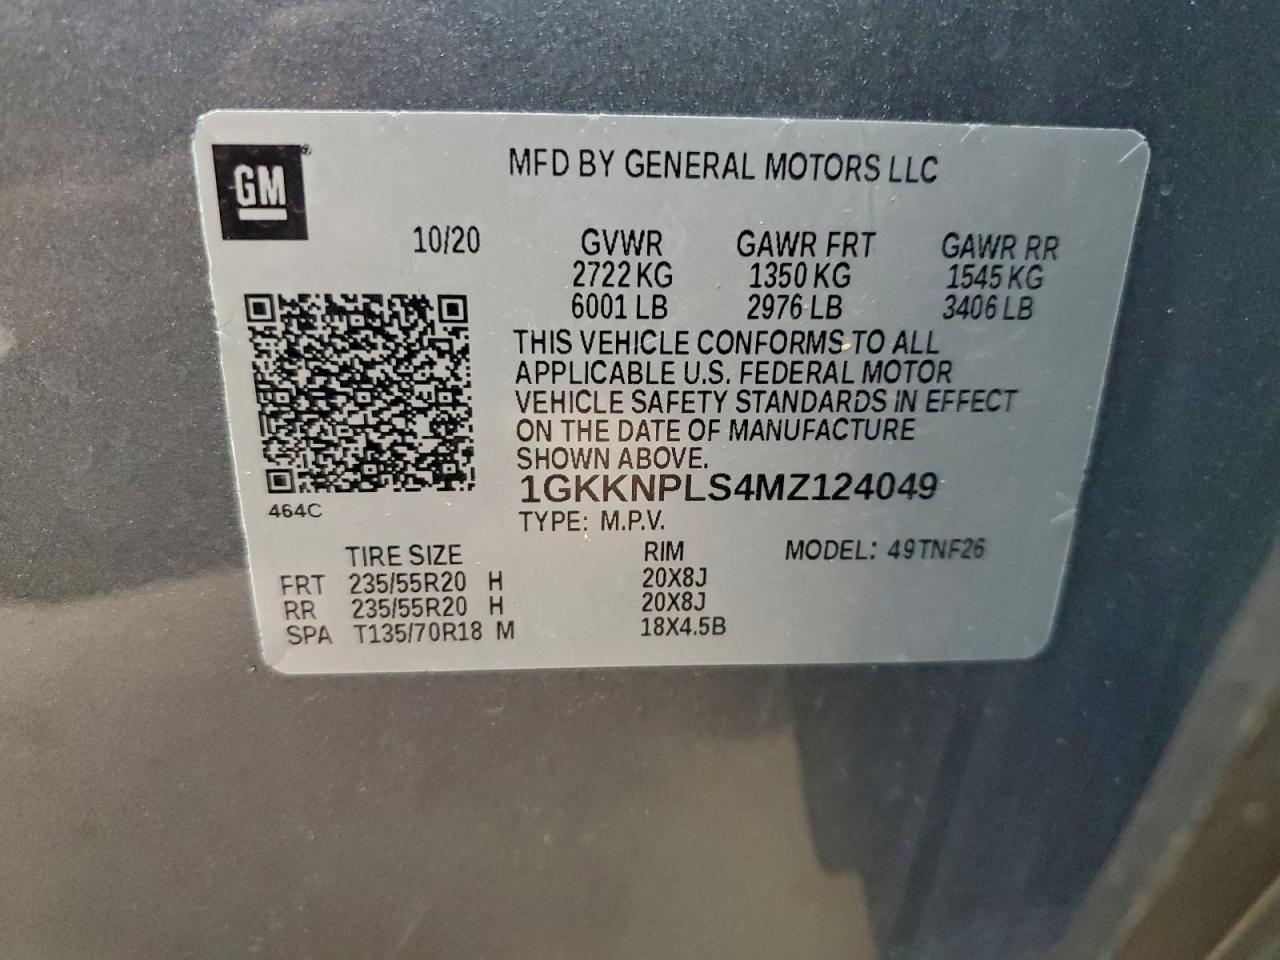 GM
MFD BY GENERAL MOTORS LLC
10/20 GVWR GAWR FRT GAWR RR
2722 KG 1350 KG 1545 KG
6001 LB 2976 LB 3406 LB
THIS VEHICLE CONFORMS TO ALL
APPLICABLE U.S. FEDERAL MOTOR
VEHICLE SAFETY STANDARDS IN EFFECT
ON THE DATE OF MANUFACTURE
SHOWN ABOVE.
1GKKNPLS4MZ124049
464C
TYPE: M.P.V.
TIRE SIZE RIM MODEL: 49TNF26
FRT 235/55R20 H 20X8J
RR 235/55R20 H 20X8J
SPA T135/70R18 M 18X4.5B